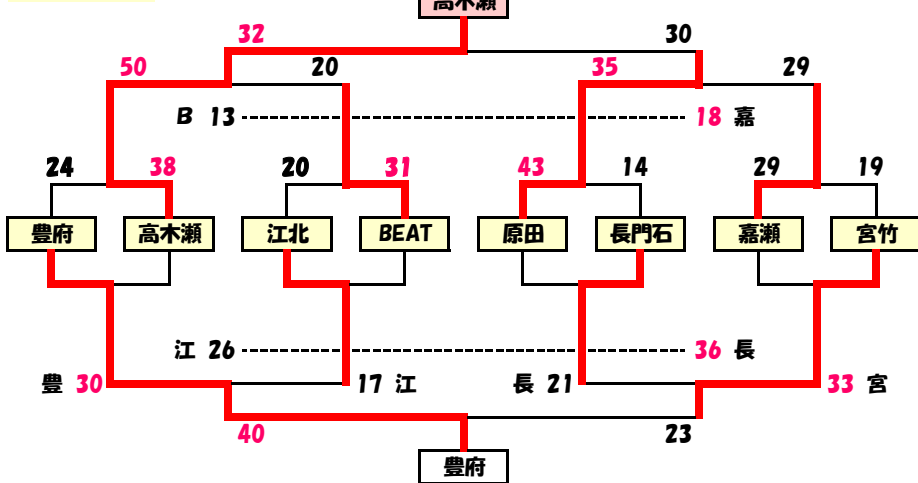 高木瀬
32 30
50 20 35 29
B 13 18 嘉
24 38 20 31 43 14 29 19
豊府 高木瀬 江北 BEAT 原田 長門石 嘉瀬 宮竹
江 26 36 長
豊 30 17 江 長 21 33 宮
40 23
豊府